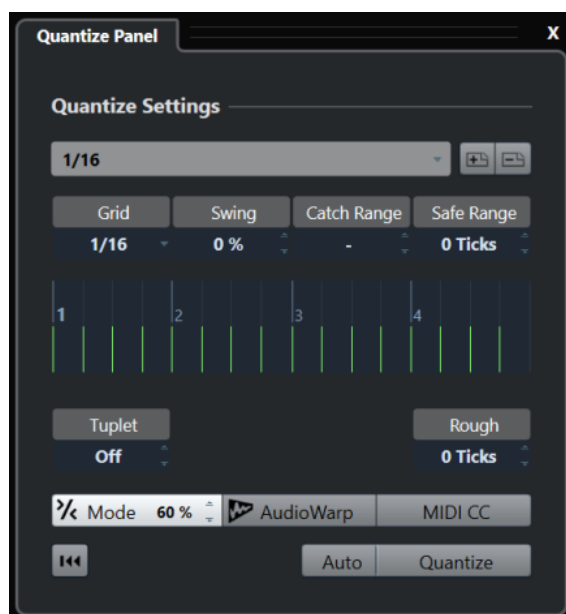 Quantize Panel X
Quantize Settings
1/16
Grid Swing Catch Range Safe Range
1/16 0 % - 0 Ticks
1 2 3 4
Tuplet Rough
Off 0 Ticks
Mode 60 % AudioWarp MIDI CC
Auto Quantize